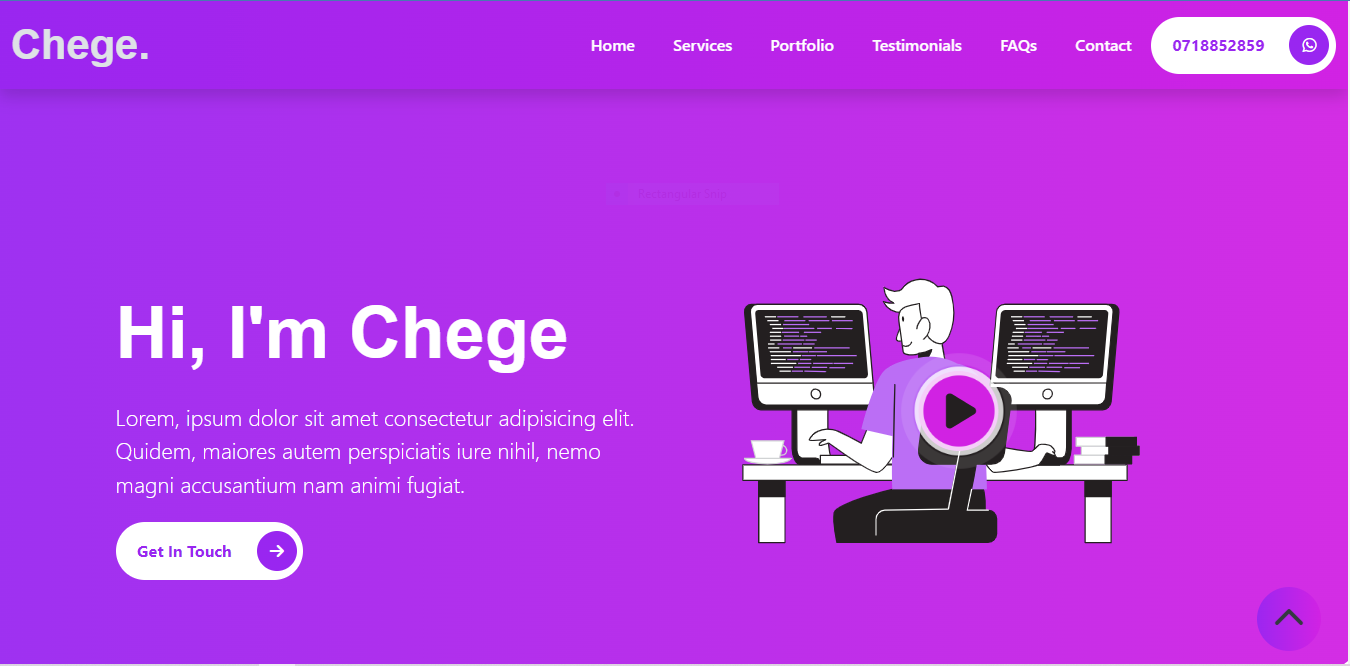 Chege.
Home Services Portfolio Testimonials FAQs Contact 0718852859
Rectangular Snip
Hi, I'm Chege
Lorem, ipsum dolor sit amet consectetur adipisicing elit.
Quidem, maiores autem perspiciatis iure nihil, nemo
magni accusantium nam animi fugiat.
Get In Touch